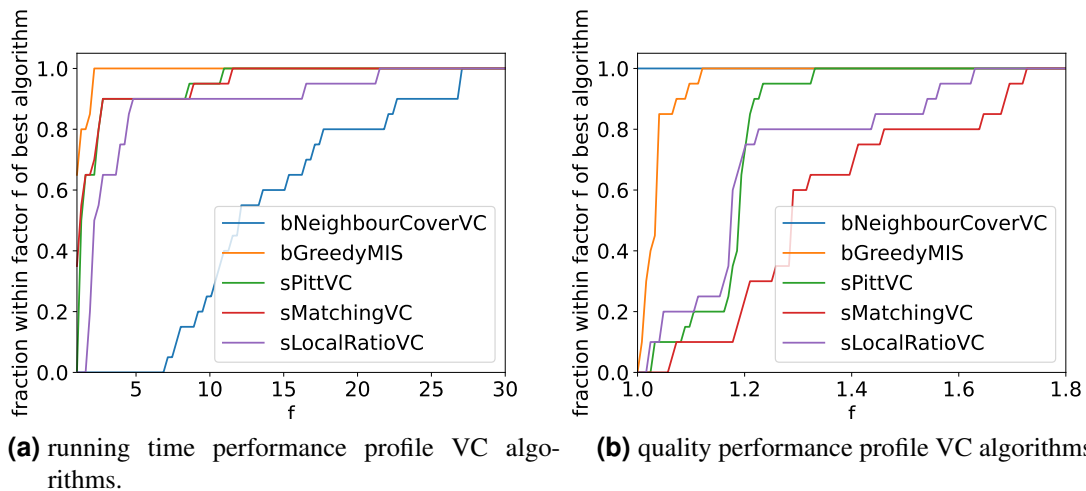 fraction within factor f of best algorithm
1.0
0.8
0.6
0.4
0.2
0.0
5
10
15
20
25
30
f
bNeighbourCoverVC
bGreedyMIS
sPittVC
sMatchingVC
sLocalRatioVC
(a) running time performance profile VC algo-
rithms.
fraction within factor f of best algorithm
1.0
0.8
0.6
0.4
0.2
0.0
1.0
1.2
1.4
1.6
1.8
f
bNeighbourCoverVC
bGreedyMIS
sPittVC
sMatchingVC
sLocalRatioVC
(b) quality performance profile VC algorithms